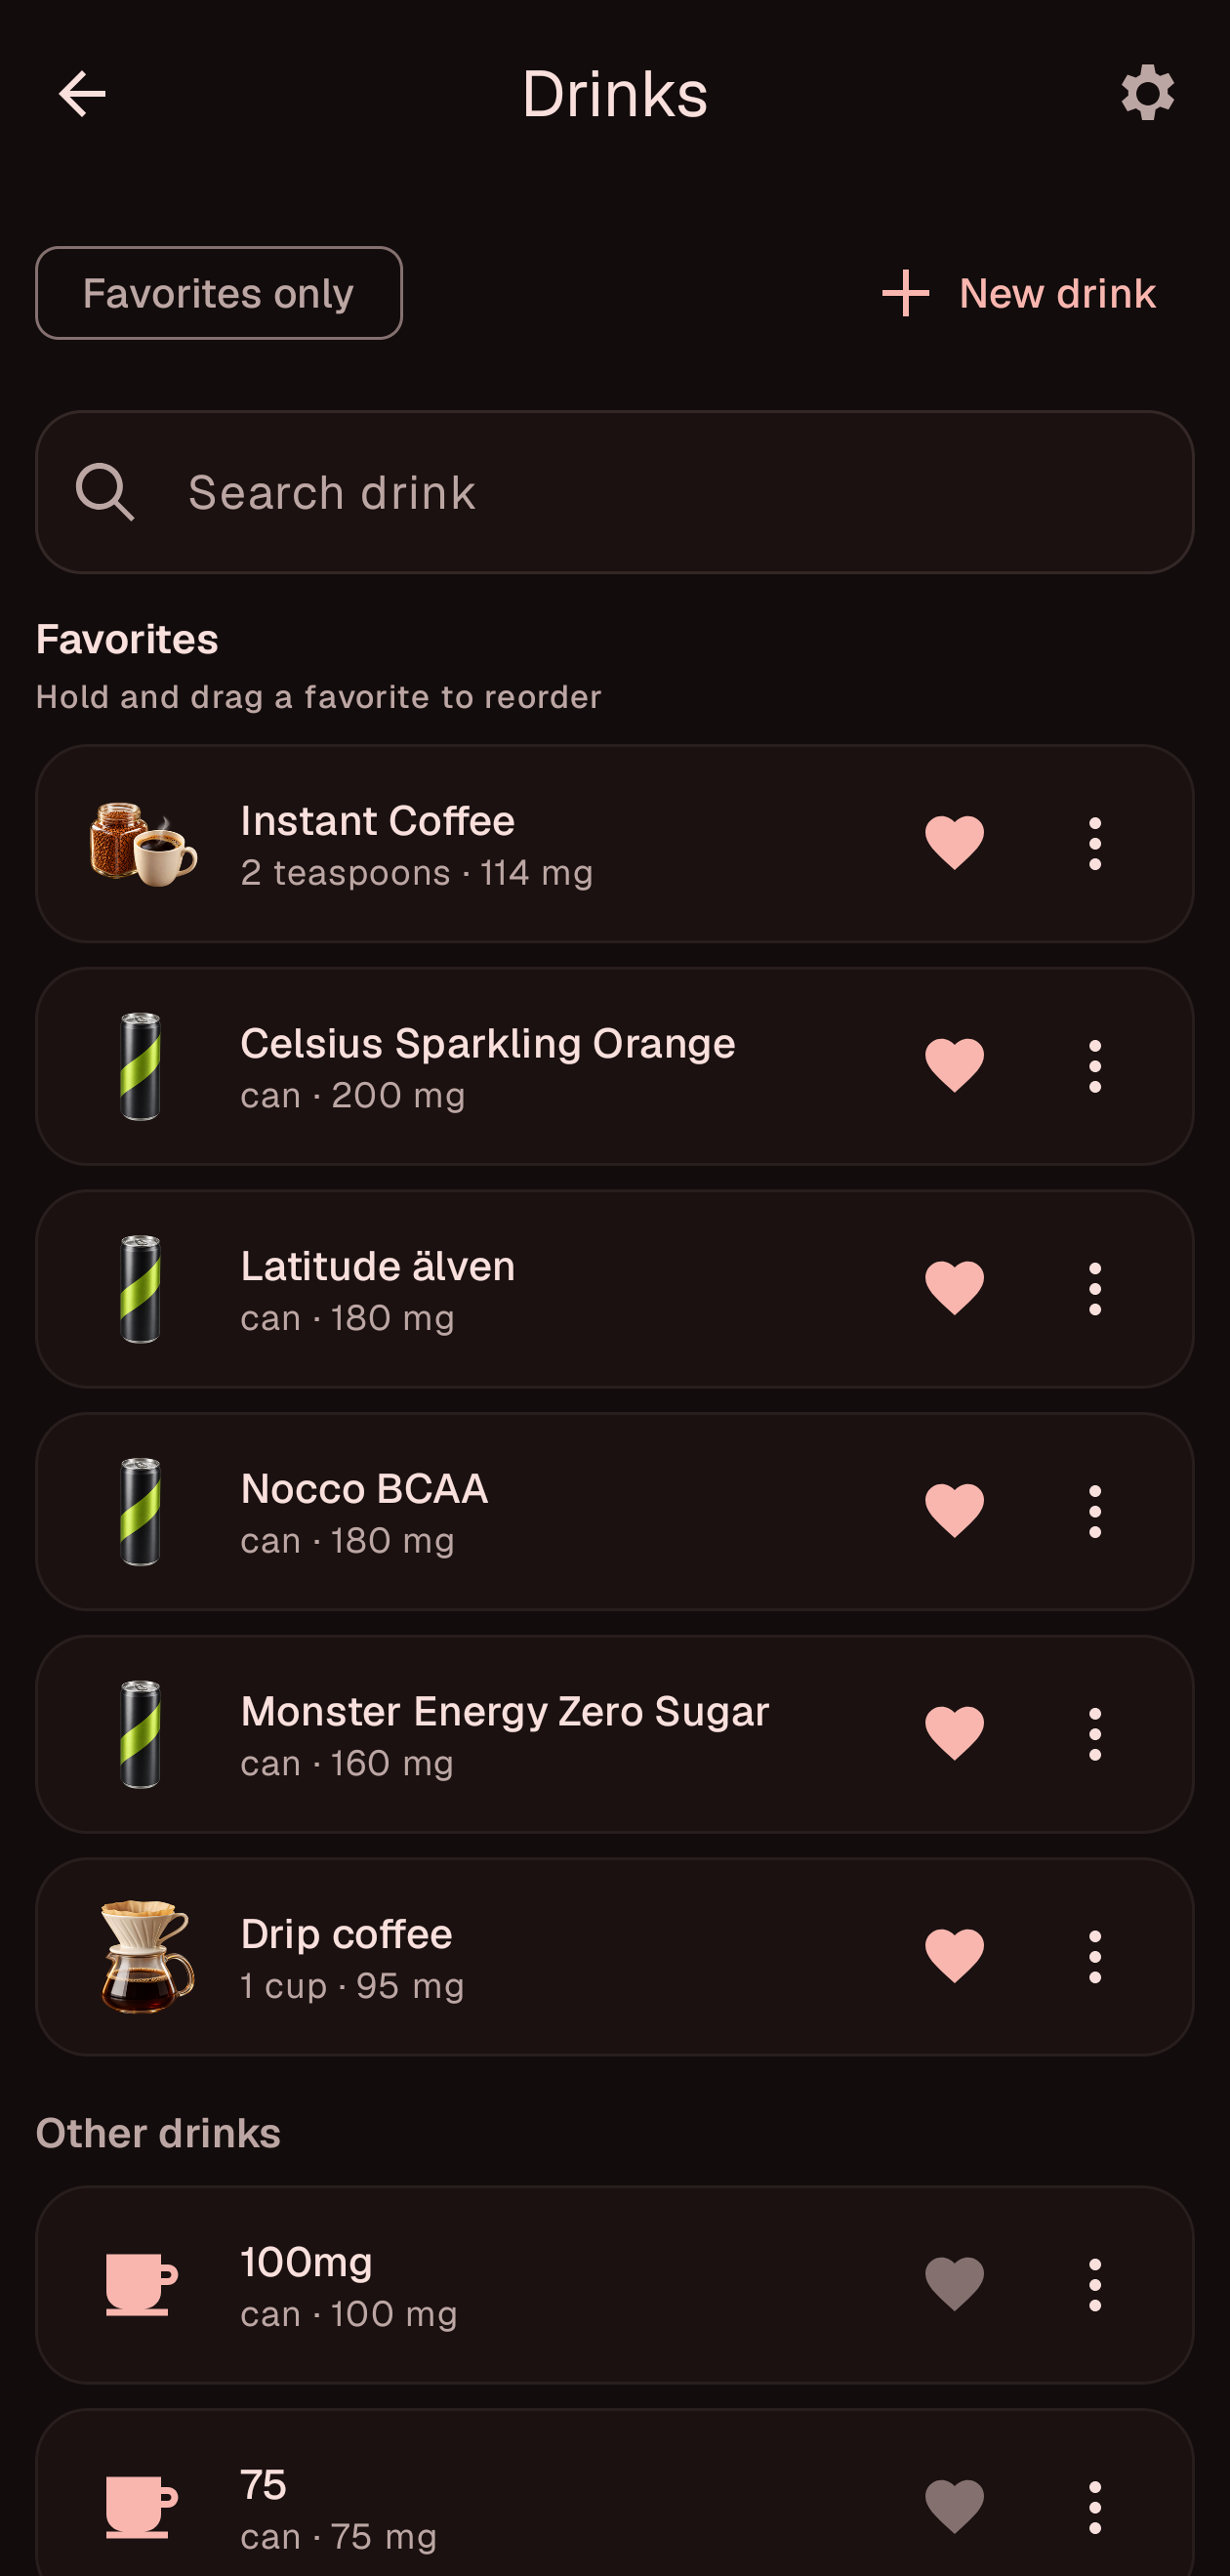 Drinks
Favorites only
New drink
Search drink
Favorites
Hold and drag a favorite to reorder
Instant Coffee
2 teaspoons · 114 mg
Celsius Sparkling Orange
can · 200 mg
Latitude älven
can · 180 mg
Nocco BCAA
can · 180 mg
Monster Energy Zero Sugar
can · 160 mg
Drip coffee
1 cup · 95 mg
Other drinks
100mg
can · 100 mg
75
can · 75 mg